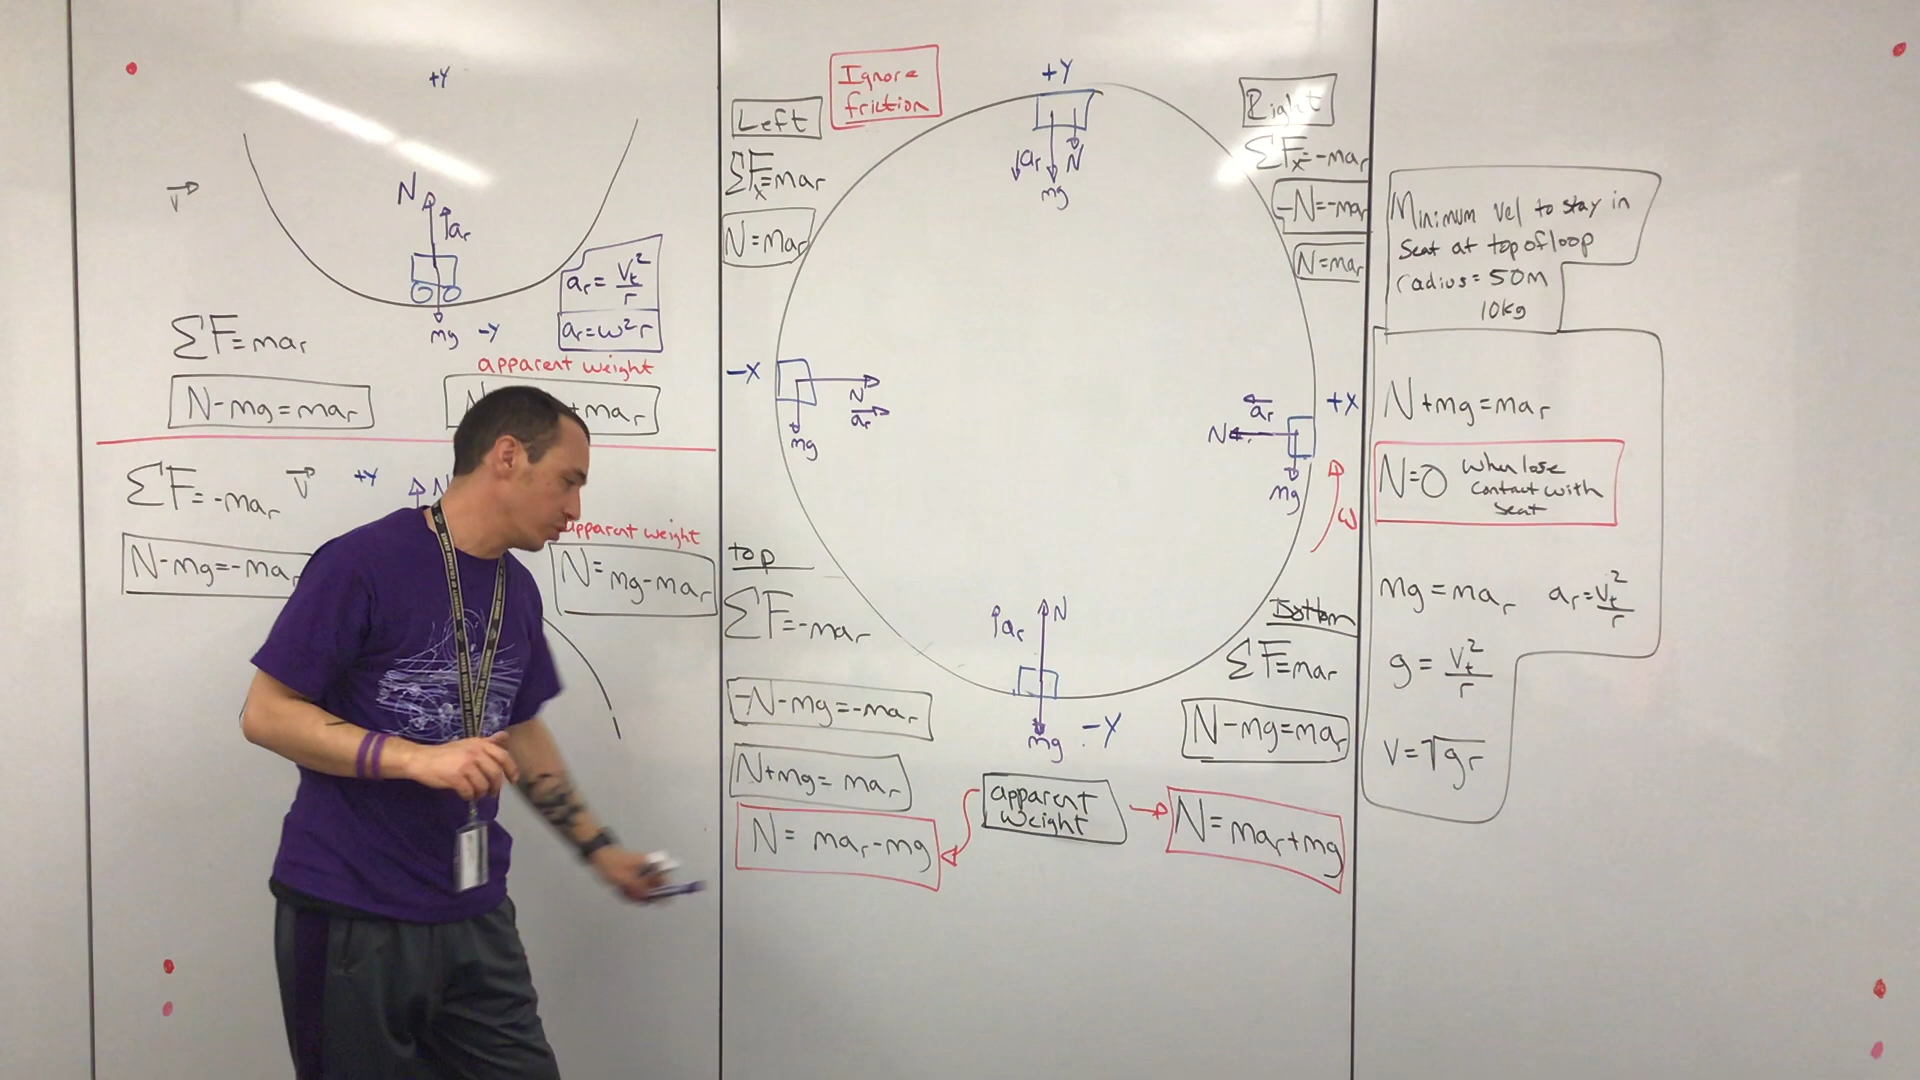 +Y
v
N
ar
mg
-Y
ar = vt²/r
ar = ω²r
ΣF = mar
N-mg = mar
apparent weight
+mar
ΣF = -mar
v
+Y
N
N-mg = -mar
apparent weight
N = mg-mar
Left
Ignore
friction
ΣFx = mar
N = mar
+Y
ar
N
mg
Right
ΣFx = -mar
-N = -mar
N = mar
-X
N
ar
mg
ar
+X
N
mg
ω
top
ΣF = -mar
-N-mg = -mar
N+mg = mar
N = mar-mg
ar
N
mg
-Y
apparent
weight
Bottom
ΣF = mar
N-mg = mar
N = mar+mg
Minimum vel to stay in
seat at top of loop
radius = 50m
10kg
N+mg = mar
N=0 when lose
contact with
seat
mg = mar
ar = vt²/r
g = vt²/r
v = √gr